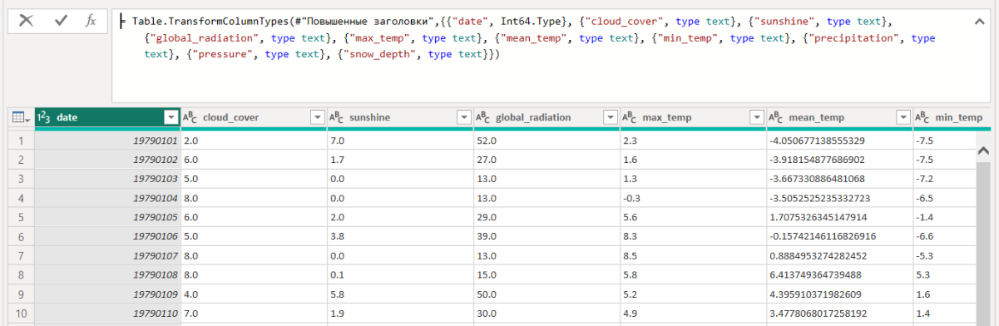 fx = Table.TransformColumnTypes(#"Повышенные заголовки",{{"date", Int64.Type}, {"cloud_cover", type text}, {"sunshine", type text},
{"global_radiation", type text}, {"max_temp", type text}, {"mean_temp", type text}, {"min_temp", type text}, {"precipitation", type
text}, {"pressure", type text}, {"snow_depth", type text}})
1²3 date ABC cloud_cover ABC sunshine ABC global_radiation ABC max_temp ABC mean_temp ABC min_temp
1 19790101 2.0 7.0 52.0 2.3 -4.050677138555329 -7.5
2 19790102 6.0 1.7 27.0 1.6 -3.918154877686902 -7.5
3 19790103 5.0 0.0 13.0 1.3 -3.667330886481068 -7.2
4 19790104 8.0 0.0 13.0 -0.3 -3.5052525235332723 -6.5
5 19790105 6.0 2.0 29.0 5.6 1.7075326345147914 -1.4
6 19790106 5.0 3.8 39.0 8.3 -0.15742146116826916 -6.6
7 19790107 8.0 0.0 13.0 8.5 0.8884953274282452 -5.3
8 19790108 8.0 0.1 15.0 5.8 6.413749364739488 5.3
9 19790109 4.0 5.8 50.0 5.2 4.395910371982609 1.6
10 19790110 7.0 1.9 30.0 4.9 3.4778068017258192 1.4